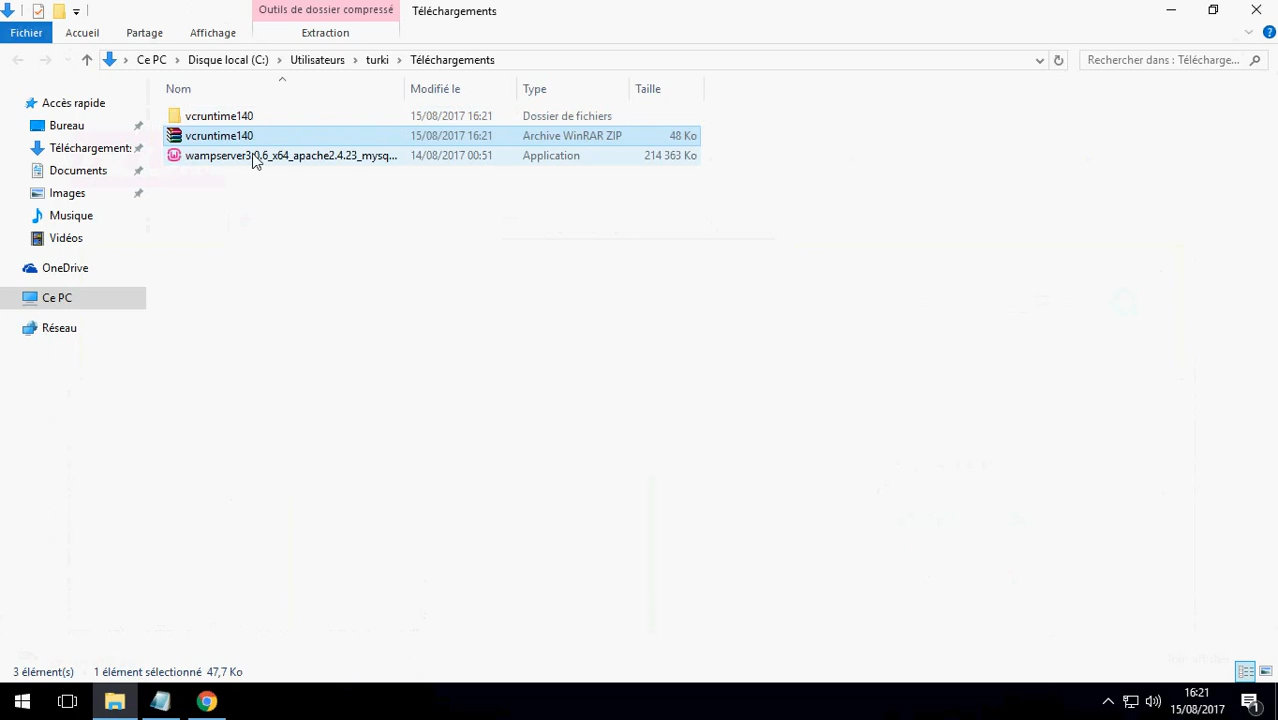 Outils de dossier compressé Téléchargements
Fichier Accueil Partage Affichage Extraction
Ce PC Disque local (C:) Utilisateurs turki Téléchargements Rechercher dans : Télécharge...
Nom Modifié le Type Taille
Accès rapide
Bureau
Téléchargements
Documents
Images
Musique
Vidéos
OneDrive
Ce PC
Réseau
vcruntime140 15/08/2017 16:21 Dossier de fichiers
vcruntime140 15/08/2017 16:21 Archive WinRAR ZIP 48 Ko
wampserver3.0.6_x64_apache2.4.23_mysq... 14/08/2017 00:51 Application 214 363 Ko
3 élément(s) 1 élément sélectionné 47,7 Ko
16:21
15/08/2017
1